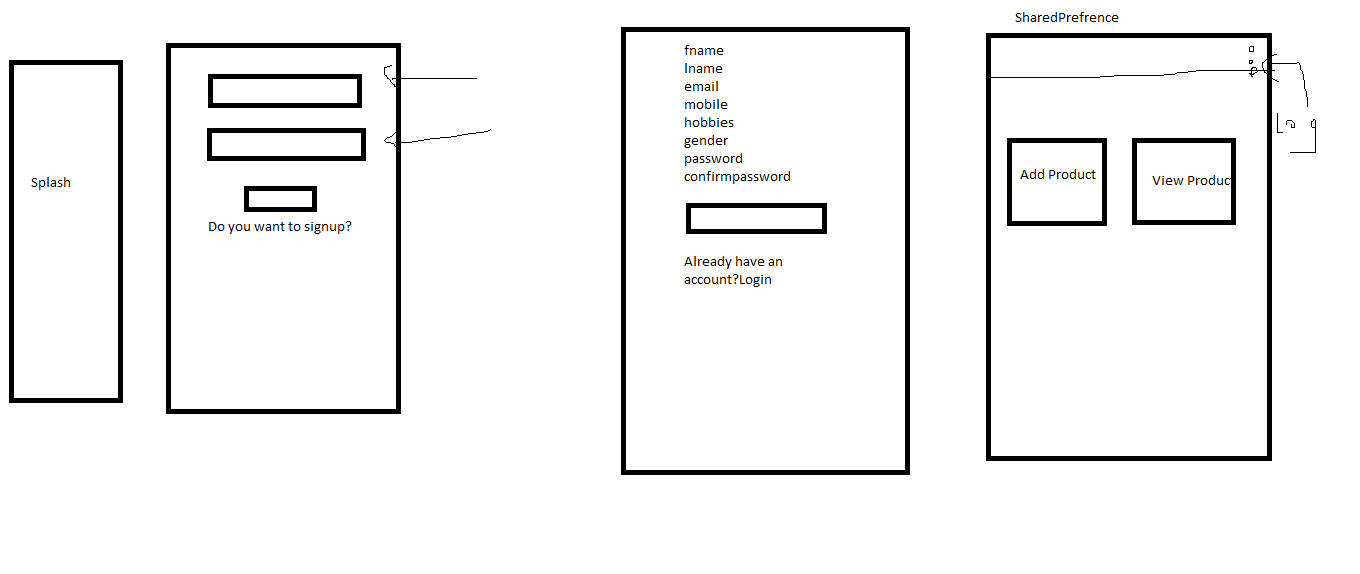 SharedPrefrence
Splash
Do you want to signup?
fname
lname
email
mobile
hobbies
gender
password
confirmpassword
Already have an
account?Login
Add Product
View Produc